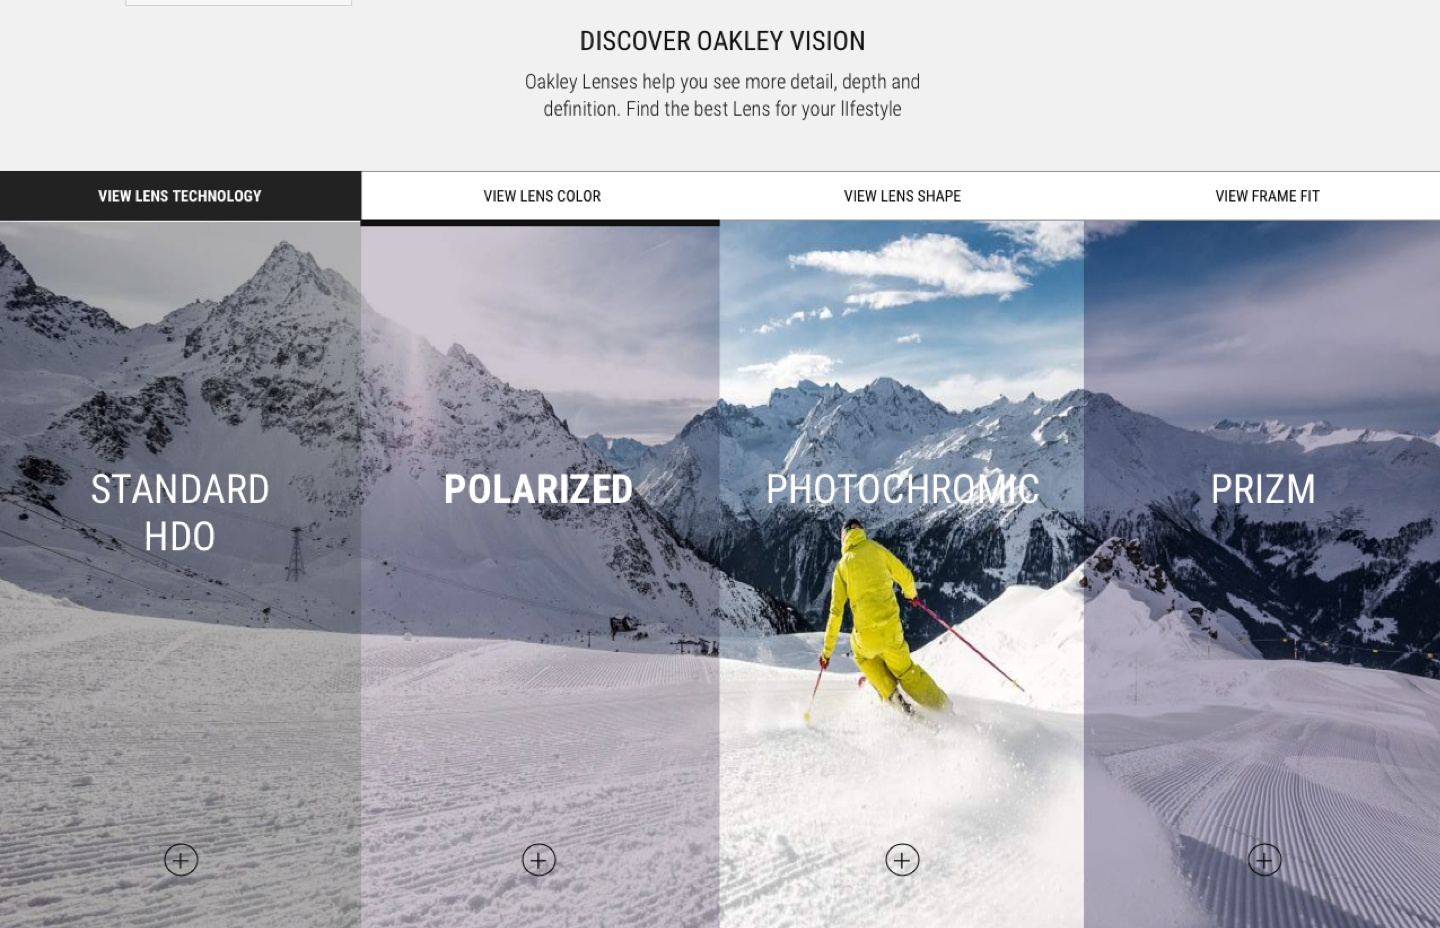 DISCOVER OAKLEY VISION
Oakley Lenses help you see more detail, depth and
definition. Find the best Lens for your lIfestyle
VIEW LENS TECHNOLOGY
VIEW LENS COLOR
VIEW LENS SHAPE
VIEW FRAME FIT
STANDARD
HDO
POLARIZED
PHOTOCHROMIC
PRIZM